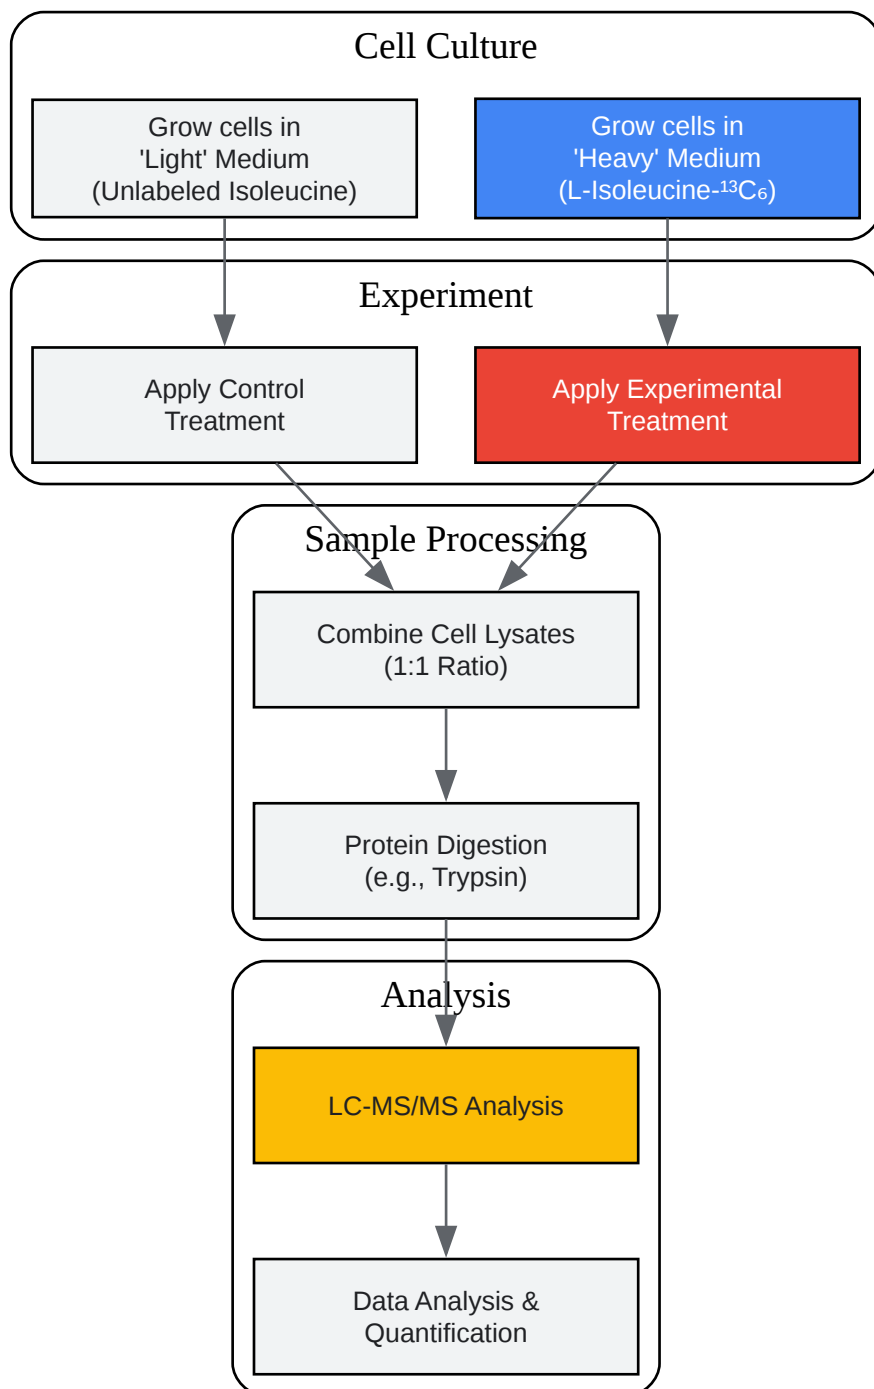 Cell Culture
Grow cells in
'Light' Medium
(Unlabeled Isoleucine)
Grow cells in
'Heavy' Medium
(L-Isoleucine-¹³C₆)
Experiment
Apply Control
Treatment
Apply Experimental
Treatment
Sample Processing
Combine Cell Lysates
(1:1 Ratio)
Protein Digestion
(e.g., Trypsin)
Analysis
LC-MS/MS Analysis
Data Analysis &
Quantification